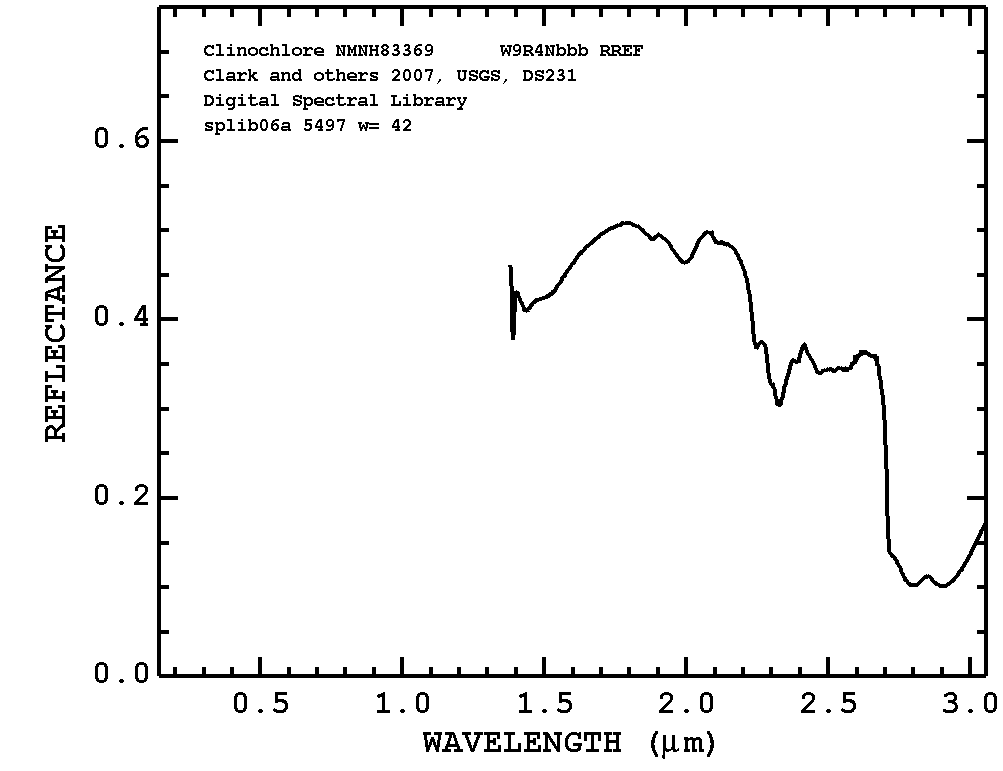 Clinochlore NMNH83369 W9R4Nbbb RREF
Clark and others 2007, USGS, DS231
Digital Spectral Library
splib06a 5497 w= 42
0.6
0.4
0.2
0.0
REFLECTANCE
0.5 1.0 1.5 2.0 2.5 3.0
WAVELENGTH (μm)